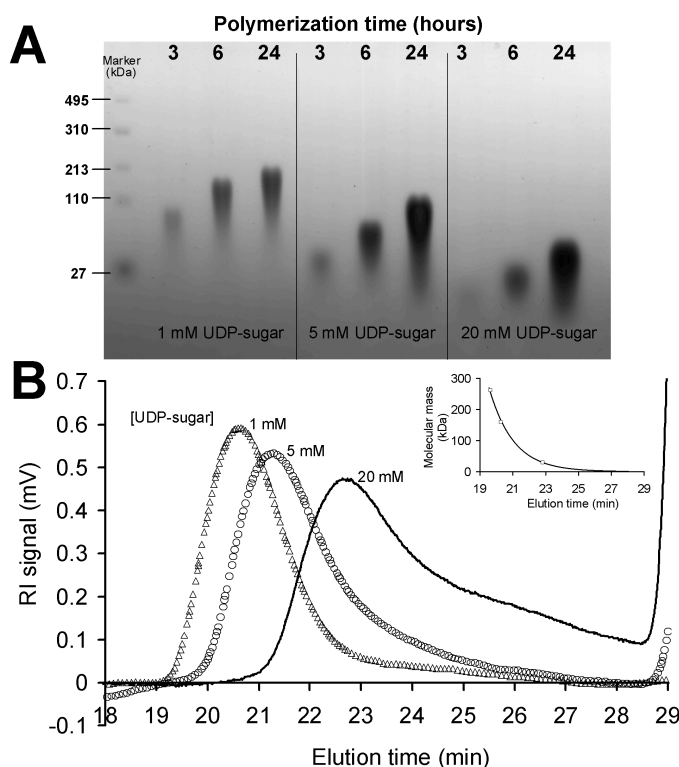 A
Polymerization time (hours)
Marker
(kDa)
3 6 24 3 6 24 3 6 24
495
310
213
110
27
1 mM UDP-sugar 5 mM UDP-sugar 20 mM UDP-sugar
B
0.7
0.6
0.5
0.4
0.3
0.2
0.1
0
-0.1
RI signal (mV)
[UDP-sugar]
1 mM
5 mM
20 mM
300
200
100
0
Molecular mass
(kDa)
19 21 23 25 27 29
Elution time (min)
18 19 20 21 22 23 24 25 26 27 28 29
Elution time (min)